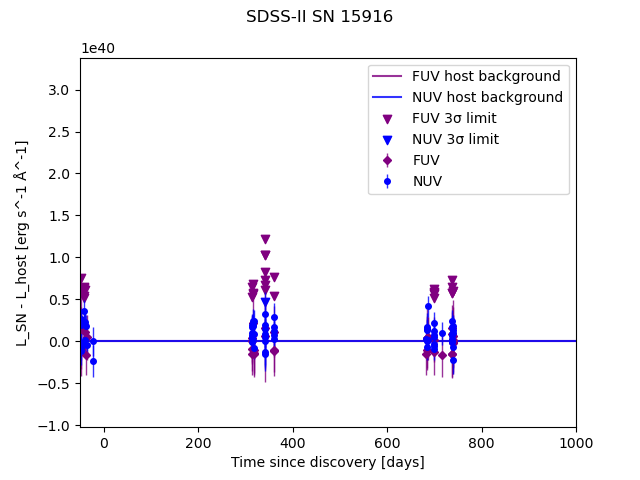 SDSS-II SN 15916
1e40
FUV host background
NUV host background
FUV 3σ limit
NUV 3σ limit
FUV
NUV
3.0
2.5
2.0
1.5
1.0
0.5
0.0
−0.5
−1.0
L_SN - L_host [erg s^-1 Å^-1]
0
200
400
600
800
1000
Time since discovery [days]